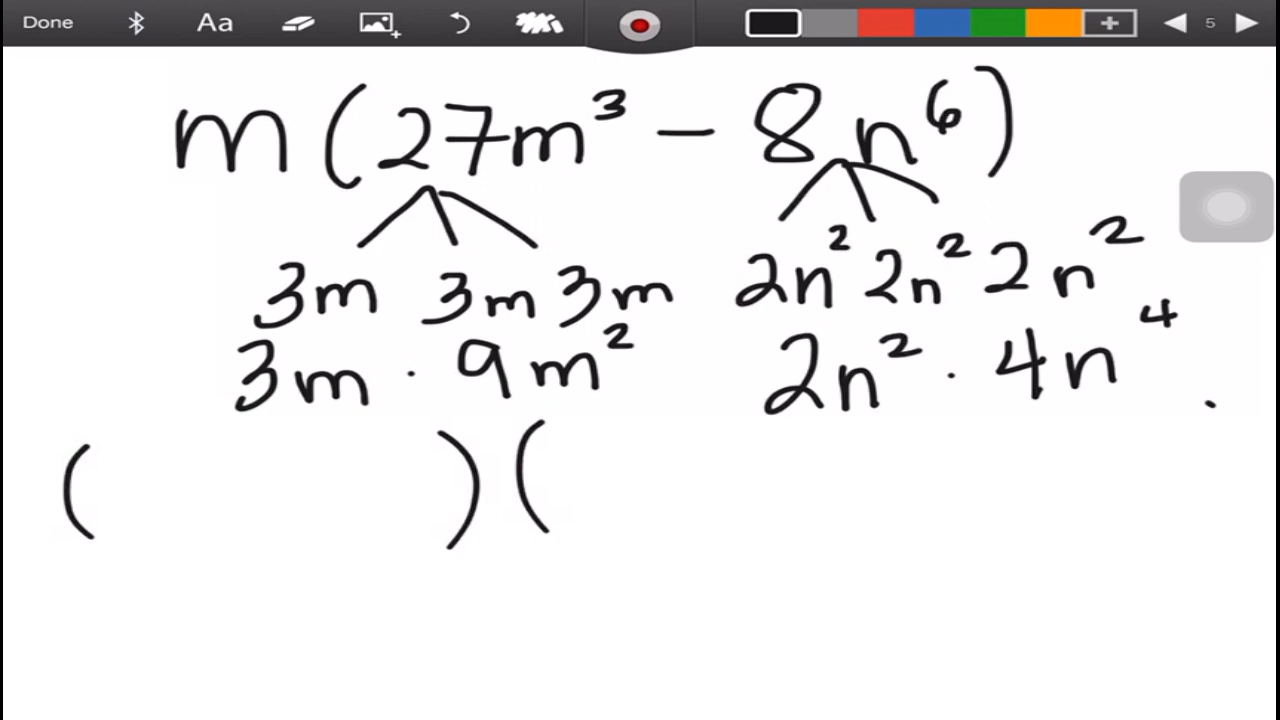 Done Aa 5
m(27m³ − 8n⁶)
3m 3m 3m 2n² 2n² 2n²
3m · 9m² 2n² · 4n⁴ .
( )(